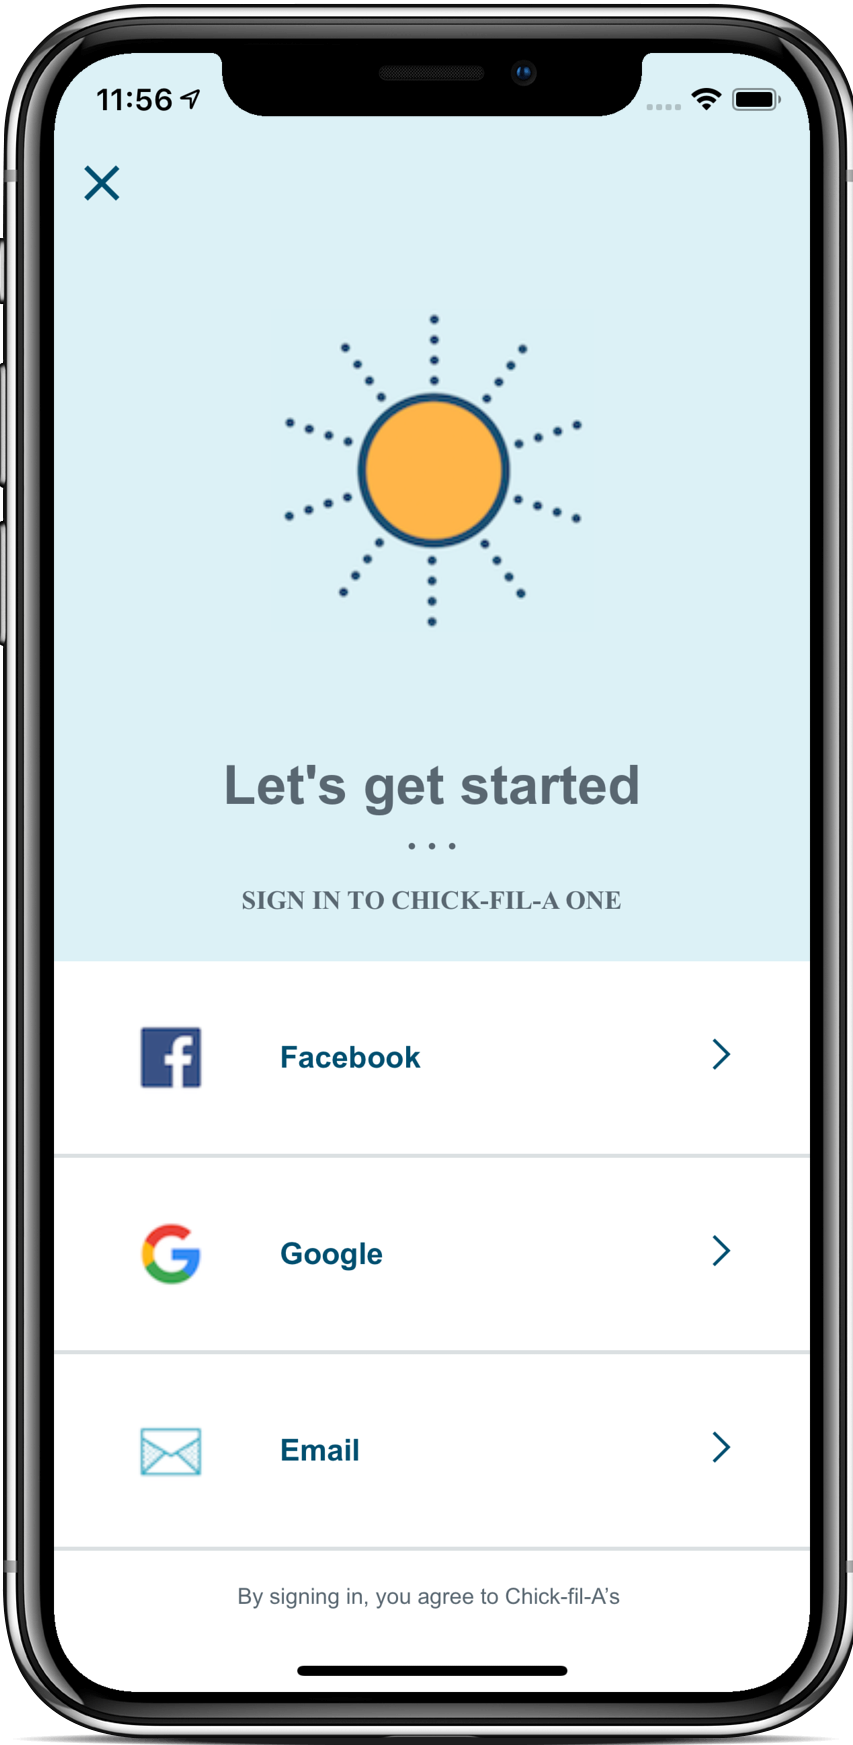 11:56
Let's get started
...
SIGN IN TO CHICK-FIL-A ONE
Facebook
Google
Email
By signing in, you agree to Chick-fil-A’s